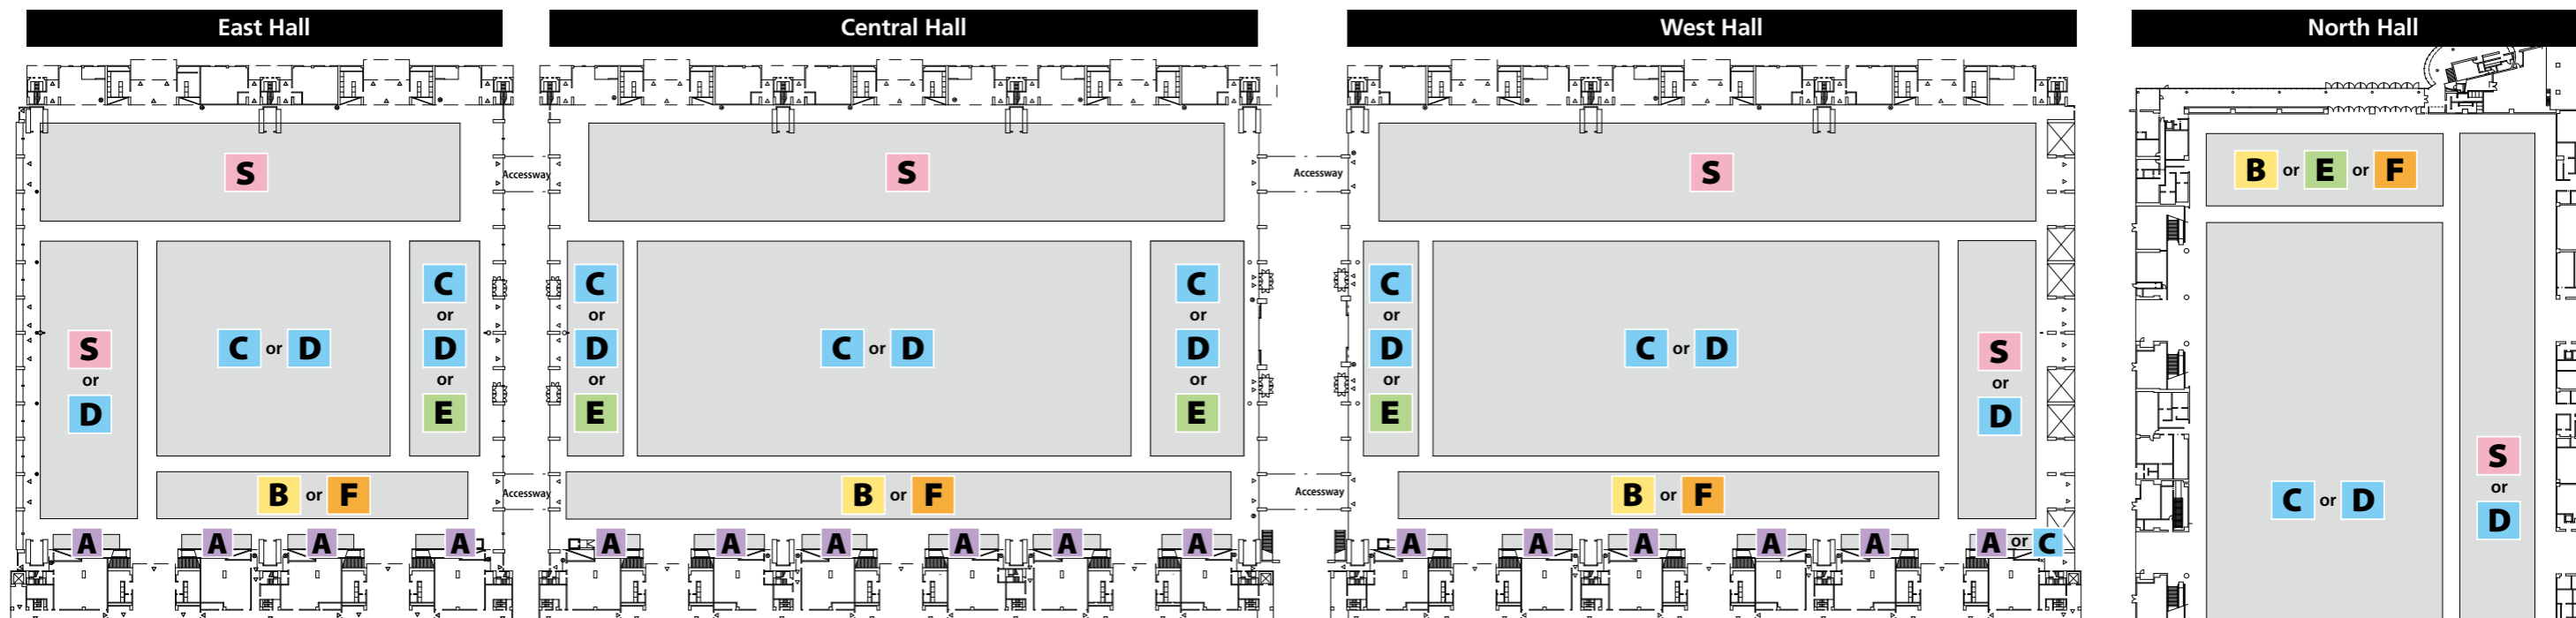 East Hall
Central Hall
West Hall
North Hall
S
Accessway
S
Accessway
S
B or E or F
S
or
D
C or D
C
or
D
or
E
C
or
D
or
E
C or D
C
or
D
or
E
C
or
D
or
E
C or D
S
or
D
C or D
S
or
D
B or F
Accessway
B or F
Accessway
B or F
A A A A
A A A A A A
A A A A A A or C